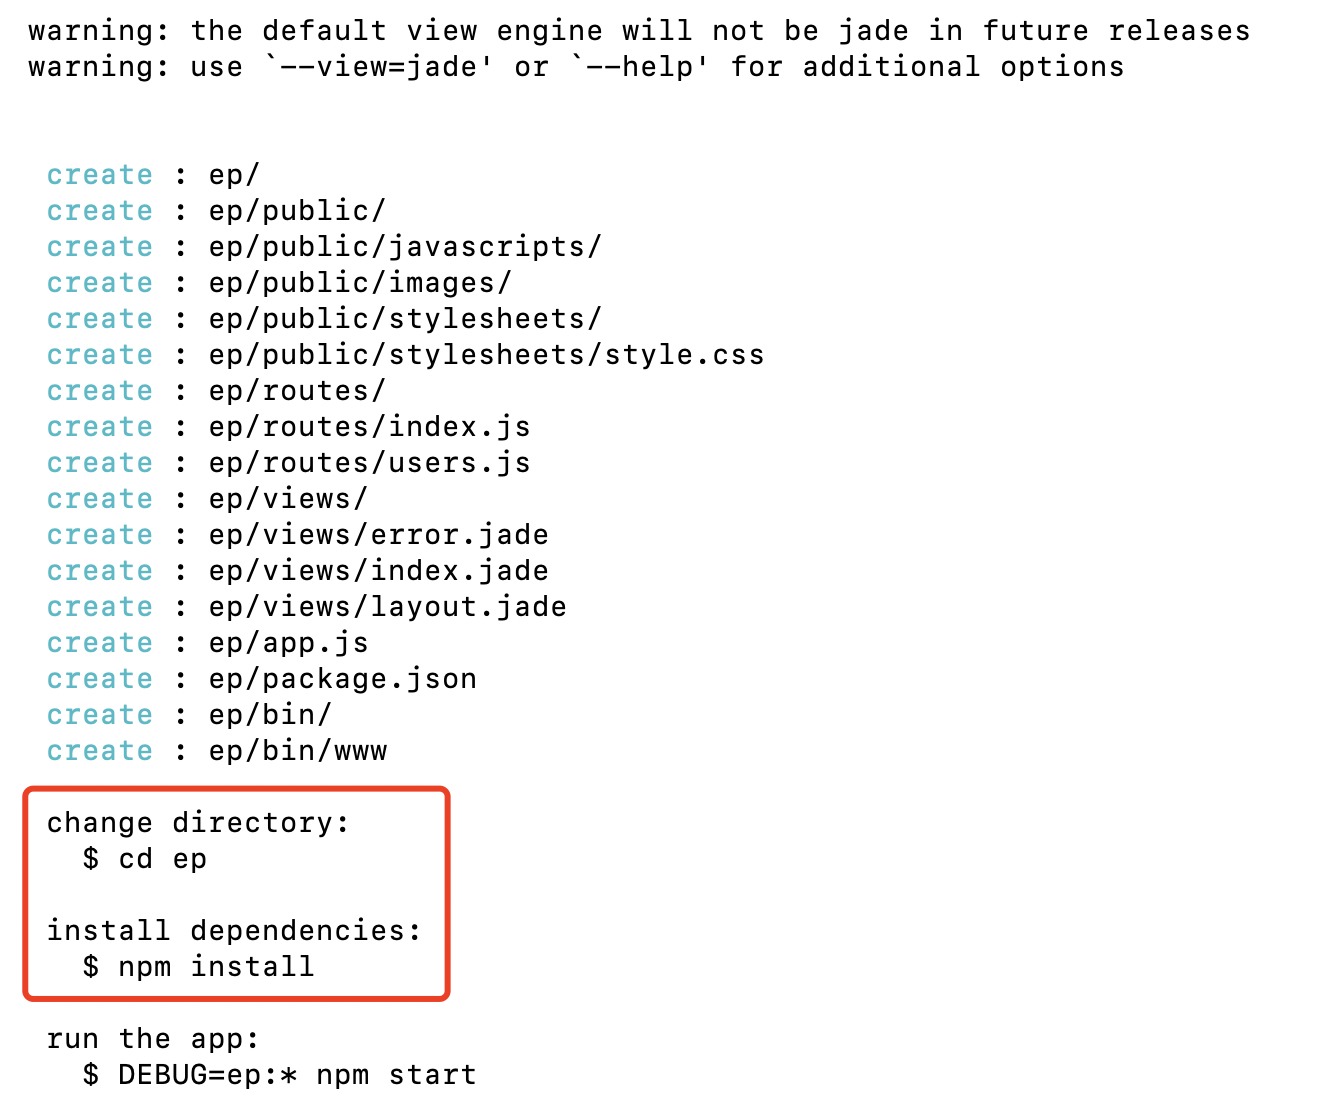 warning: the default view engine will not be jade in future releases
warning: use `--view=jade' or `--help' for additional options
create : ep/
create : ep/public/
create : ep/public/javascripts/
create : ep/public/images/
create : ep/public/stylesheets/
create : ep/public/stylesheets/style.css
create : ep/routes/
create : ep/routes/index.js
create : ep/routes/users.js
create : ep/views/
create : ep/views/error.jade
create : ep/views/index.jade
create : ep/views/layout.jade
create : ep/app.js
create : ep/package.json
create : ep/bin/
create : ep/bin/www
change directory:
$ cd ep
install dependencies:
$ npm install
run the app:
$ DEBUG=ep:* npm start